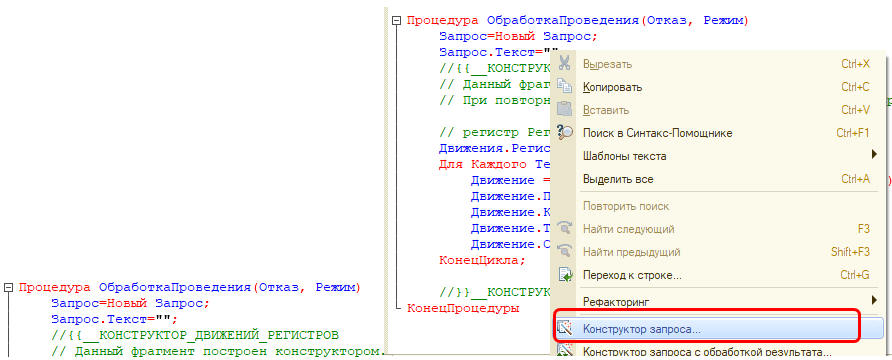 Процедура ОбработкаПроведения(Отказ, Режим)
Запрос=Новый Запрос;
Запрос.Текст="";
//{{__КОНСТРУКТОР_ДВИЖЕНИЙ_РЕГИСТРОВ
// Данный фрагмент построен конструктором.
Процедура ОбработкаПроведения(Отказ, Режим)
Запрос=Новый Запрос;
Запрос.Текст=""
//{{__КОНСТРУК
// Данный фраг
// При повторн
// регистр Рег
Движения.Регис
Для Каждого Те
Движение =
Движение.П
Движение.К
Движение.Т
Движение.С
КонецЦикла;
//}}__КОНСТРУК
КонецПроцедуры
Вырезать Ctrl+X
Копировать Ctrl+C
Вставить Ctrl+V
Поиск в Синтакс-Помощнике Ctrl+F1
Шаблоны текста
Выделить все Ctrl+A
Повторить поиск
Найти следующий F3
Найти предыдущий Shift+F3
Переход к строке... Ctrl+G
Рефакторинг
Конструктор запроса...
Конструктор запроса с обработкой результата...